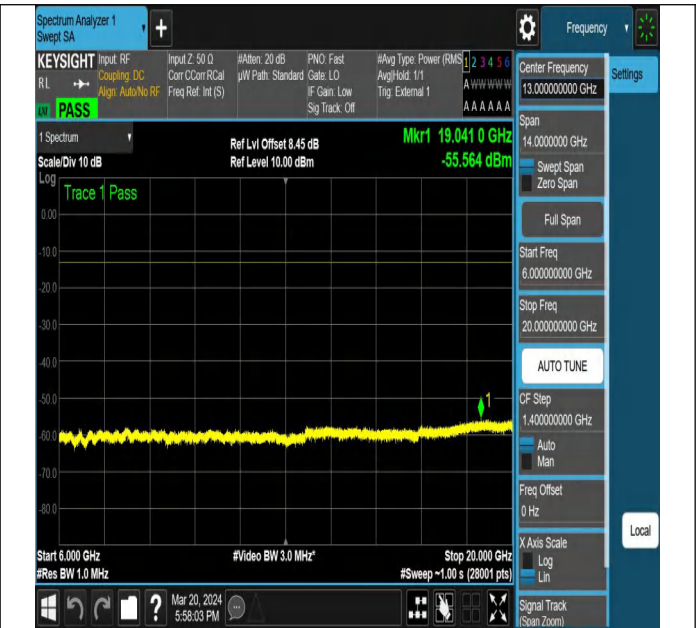 Spectrum Analyzer 1
Swept SA
+
Frequency
KEYSIGHT
RL
PASS
Input: RF
Coupling: DC
Align: Auto/No RF
Input Z: 50 Ω
Corr CCorr RCal
Freq Ref: Int (S)
#Atten: 20 dB
µW Path: Standard
PNO: Fast
Gate: LO
IF Gain: Low
Sig Track: Off
#Avg Type: Power (RMS
Avg|Hold: 1/1
Trig: External 1
1 2 3 4 5 6
A W W W W W
A A A A A A
1 Spectrum
Scale/Div 10 dB
Ref Lvl Offset 8.45 dB
Ref Level 10.00 dBm
Mkr1 19.041 0 GHz
-55.564 dBm
Log
Trace 1 Pass
0.00
-10.0
-20.0
-30.0
-40.0
-50.0
-60.0
-70.0
-80.0
1
Start 6.000 GHz
#Res BW 1.0 MHz
#Video BW 3.0 MHz*
Stop 20.000 GHz
#Sweep ~1.00 s (28001 pts)
Mar 20, 2024
5:58:03 PM
?
Center Frequency
13.000000000 GHz
Settings
Span
14.0000000 GHz
Swept Span
Zero Span
Full Span
Start Freq
6.000000000 GHz
Stop Freq
20.000000000 GHz
AUTO TUNE
CF Step
1.400000000 GHz
Auto
Man
Freq Offset
0 Hz
X Axis Scale
Log
Lin
Local
Signal Track
(Span Zoom)